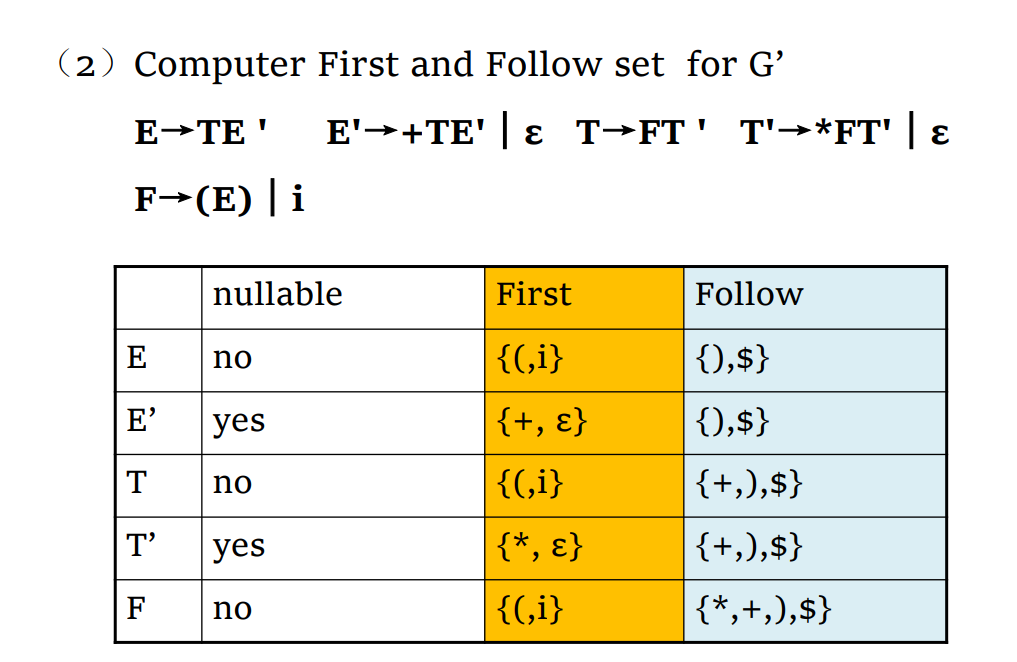 （2）Computer First and Follow set for G’
E→TE ' E'→+TE' | ε T→FT ' T'→*FT' | ε
F→(E) | i
nullable First Follow
E no {(,i} {),$}
E’ yes {+, ε} {),$}
T no {(,i} {+,),$}
T’ yes {*, ε} {+,),$}
F no {(,i} {*,+,),$}